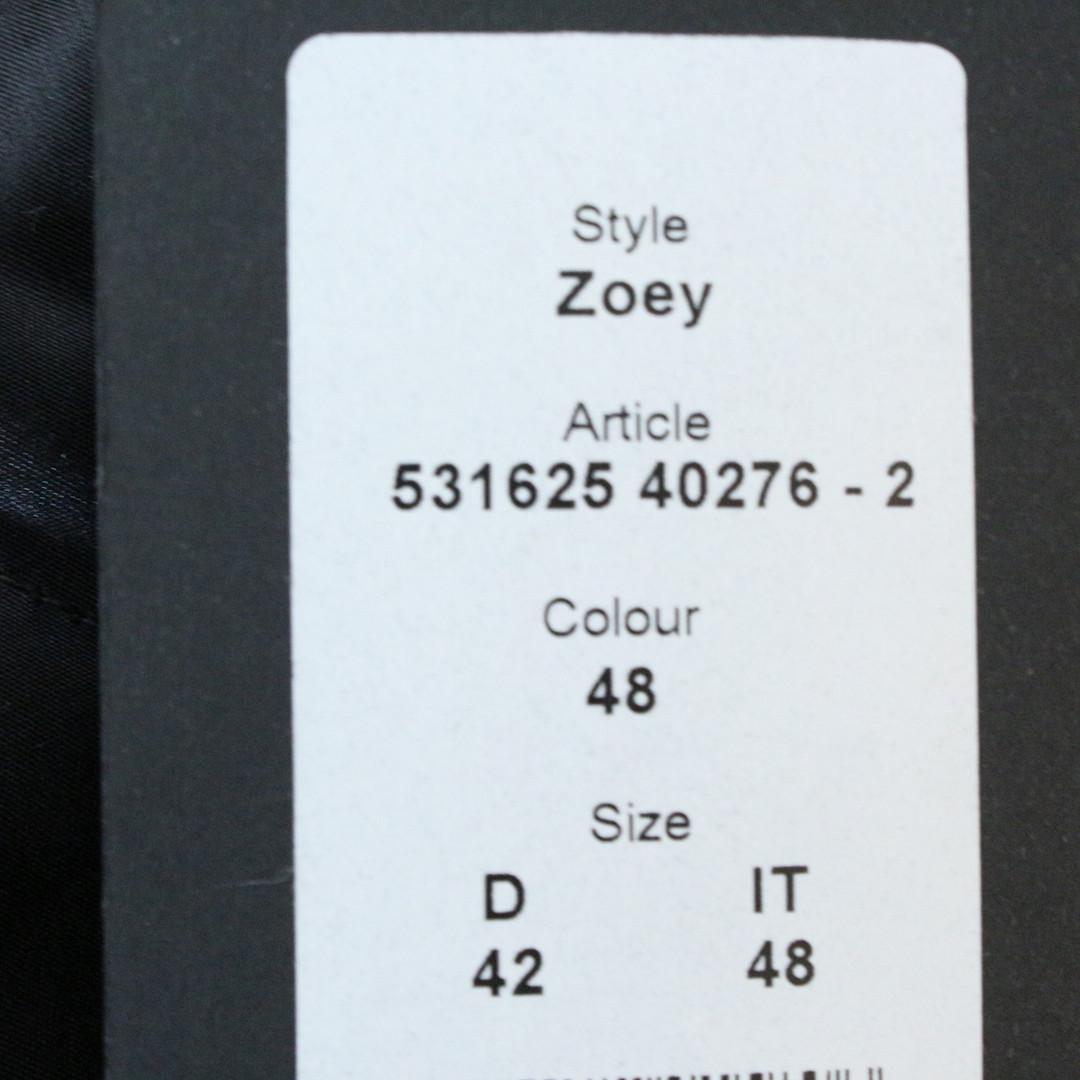 Style
Zoey
Article
531625 40276 - 2
Colour
48
Size
D IT
42 48